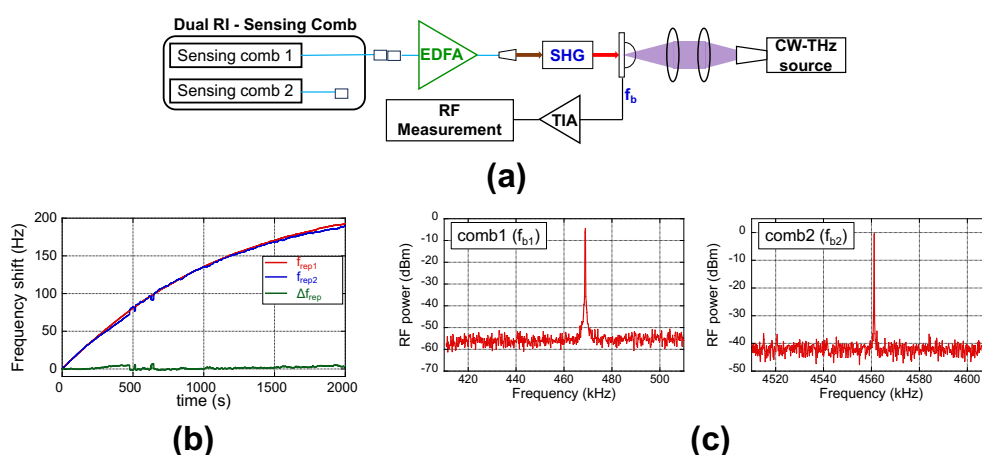 Dual RI - Sensing Comb
Sensing comb 1
Sensing comb 2
EDFA
SHG
CW-THz
source
f_b
RF
Measurement
TIA
(a)
Frequency shift (Hz)
200
150
100
50
0
0 500 1000 1500 2000
time (s)
f_rep1
f_rep2
Δf_rep
(b)
RF power (dBm)
0
-10
-20
-30
-40
-50
-60
-70
comb1 (f_b1)
420 440 460 480 500
Frequency (kHz)
RF power (dBm)
0
-10
-20
-30
-40
-50
comb2 (f_b2)
4520 4540 4560 4580 4600
Frequency (kHz)
(c)